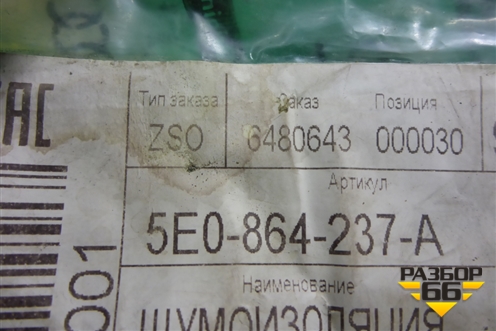 Тип заказа Заказ Позиция
ZSO 6480643 000030
Артикул
5E0-864-237-A
Наименование
ШУМОИЗОЛЯЦИЯ
001
РАЗБОР
66